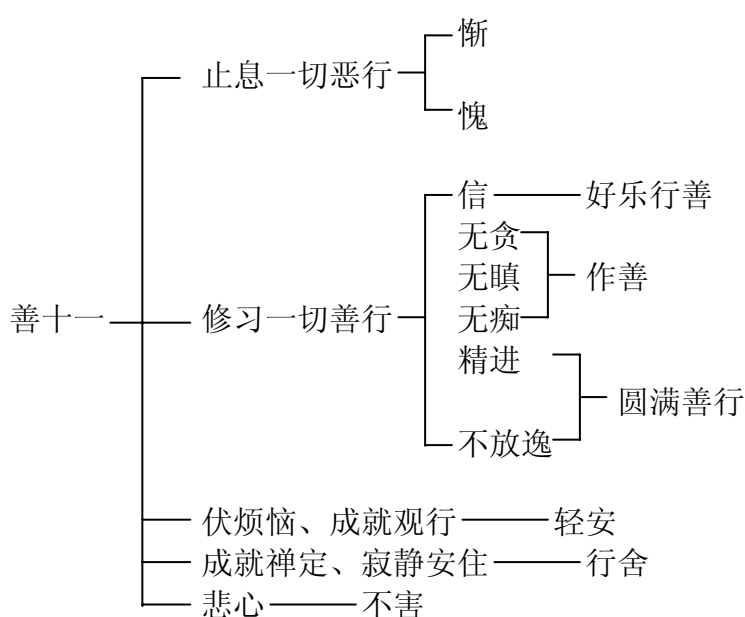 惭
止息一切恶行
愧
信 好乐行善
无贪
无瞋 作善
善十一 修习一切善行 无痴
精进
圆满善行
不放逸
伏烦恼、成就观行 轻安
成就禅定、寂静安住 行舍
悲心 不害